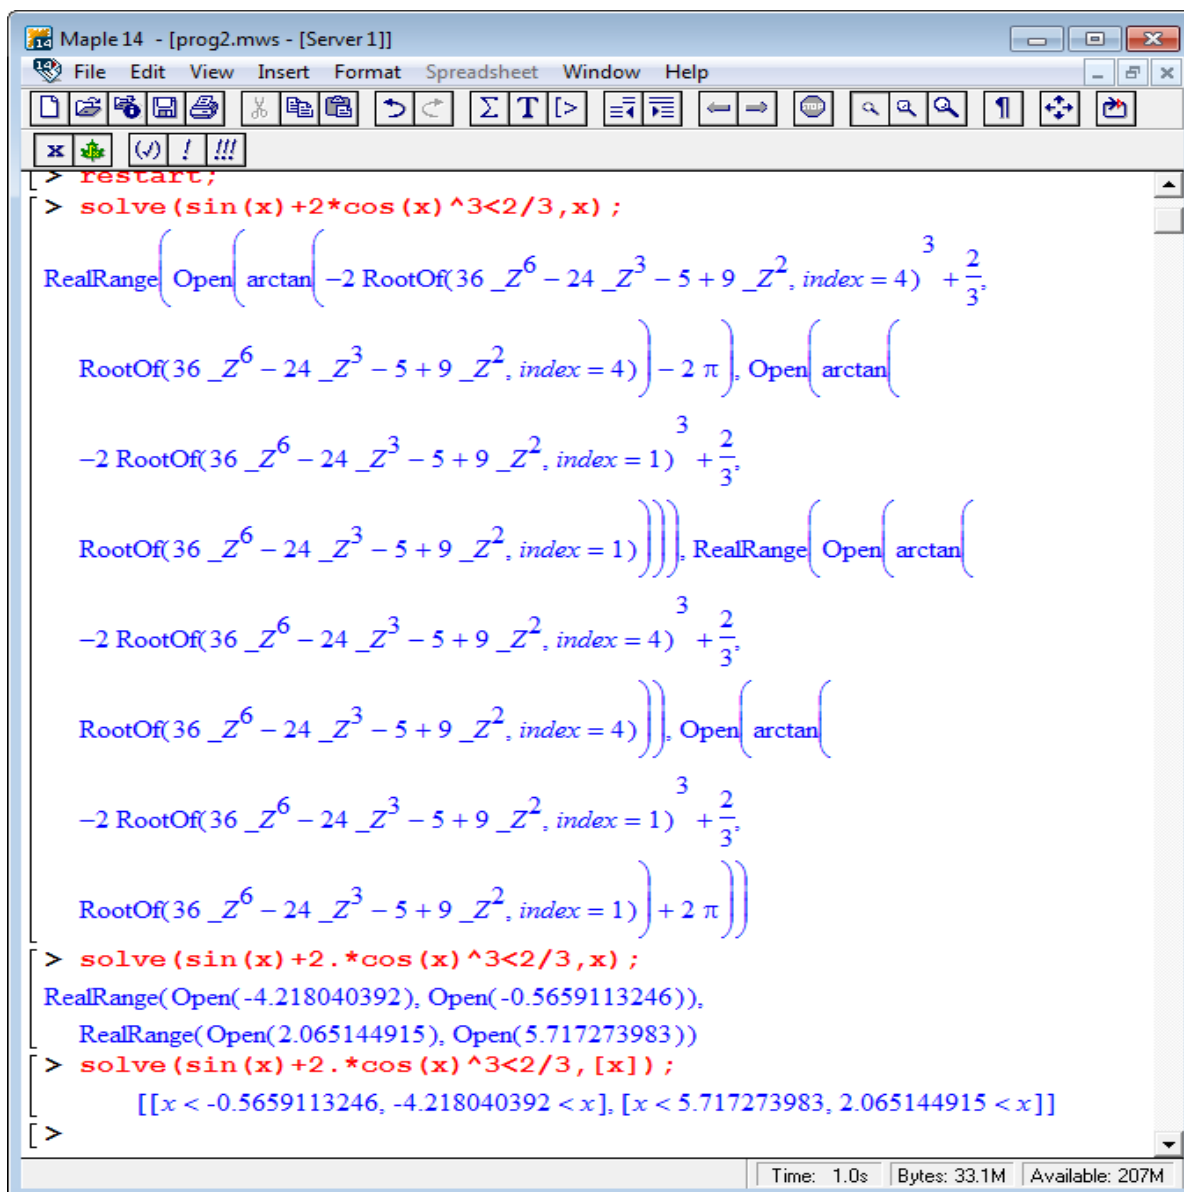 Maple 14 - [prog2.mws - [Server 1]]
File Edit View Insert Format Spreadsheet Window Help
Σ T [> STOP ¶
x (√) ! !!!
[ > restart;
[ > solve(sin(x)+2*cos(x)^3<2/3,x);
RealRange(Open(arctan(-2 RootOf(36 _Z^6 - 24 _Z^3 - 5 + 9 _Z^2, index = 4)^3 + 2/3,
RootOf(36 _Z^6 - 24 _Z^3 - 5 + 9 _Z^2, index = 4)) - 2 π), Open(arctan(
-2 RootOf(36 _Z^6 - 24 _Z^3 - 5 + 9 _Z^2, index = 1)^3 + 2/3,
RootOf(36 _Z^6 - 24 _Z^3 - 5 + 9 _Z^2, index = 1)))), RealRange(Open(arctan(
-2 RootOf(36 _Z^6 - 24 _Z^3 - 5 + 9 _Z^2, index = 4)^3 + 2/3,
RootOf(36 _Z^6 - 24 _Z^3 - 5 + 9 _Z^2, index = 4))), Open(arctan(
-2 RootOf(36 _Z^6 - 24 _Z^3 - 5 + 9 _Z^2, index = 1)^3 + 2/3,
RootOf(36 _Z^6 - 24 _Z^3 - 5 + 9 _Z^2, index = 1)) + 2 π))
[ > solve(sin(x)+2.*cos(x)^3<2/3,x);
RealRange(Open(-4.218040392), Open(-0.5659113246)),
RealRange(Open(2.065144915), Open(5.717273983))
[ > solve(sin(x)+2.*cos(x)^3<2/3,[x]);
[[x < -0.5659113246, -4.218040392 < x], [x < 5.717273983, 2.065144915 < x]]
[ >
Time: 1.0s Bytes: 33.1M Available: 207M